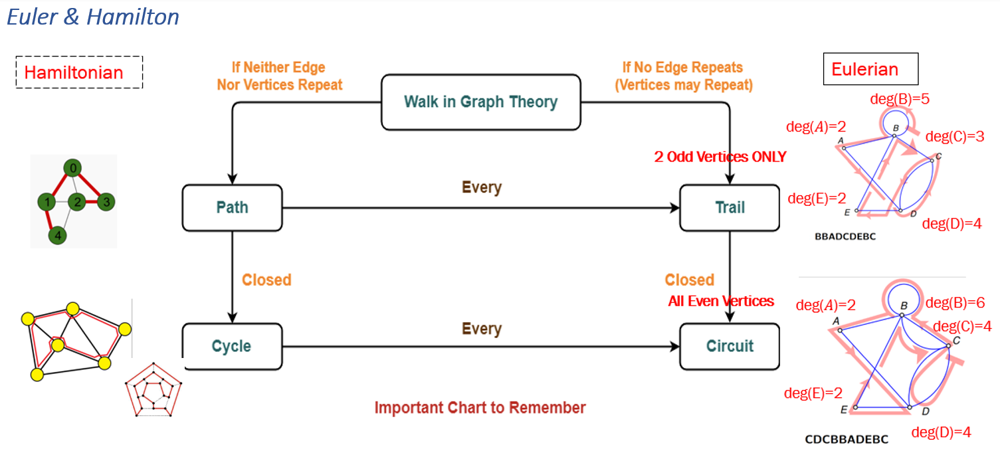 Euler & Hamilton
Hamiltonian
If Neither Edge
Nor Vertices Repeat
Walk in Graph Theory
If No Edge Repeats
(Vertices may Repeat)
Eulerian
deg(B)=5
deg(A)=2
B
A
deg(C)=3
C
2 Odd Vertices ONLY
0
1
2
3
4
Path
Every
Trail
deg(E)=2
E
D
deg(D)=4
BBADCDEBC
Closed
Closed
All Even Vertices
deg(A)=2
B
deg(B)=6
A
deg(C)=4
C
Cycle
Every
Circuit
deg(E)=2
E
D
deg(D)=4
CDCBBADEBC
Important Chart to Remember